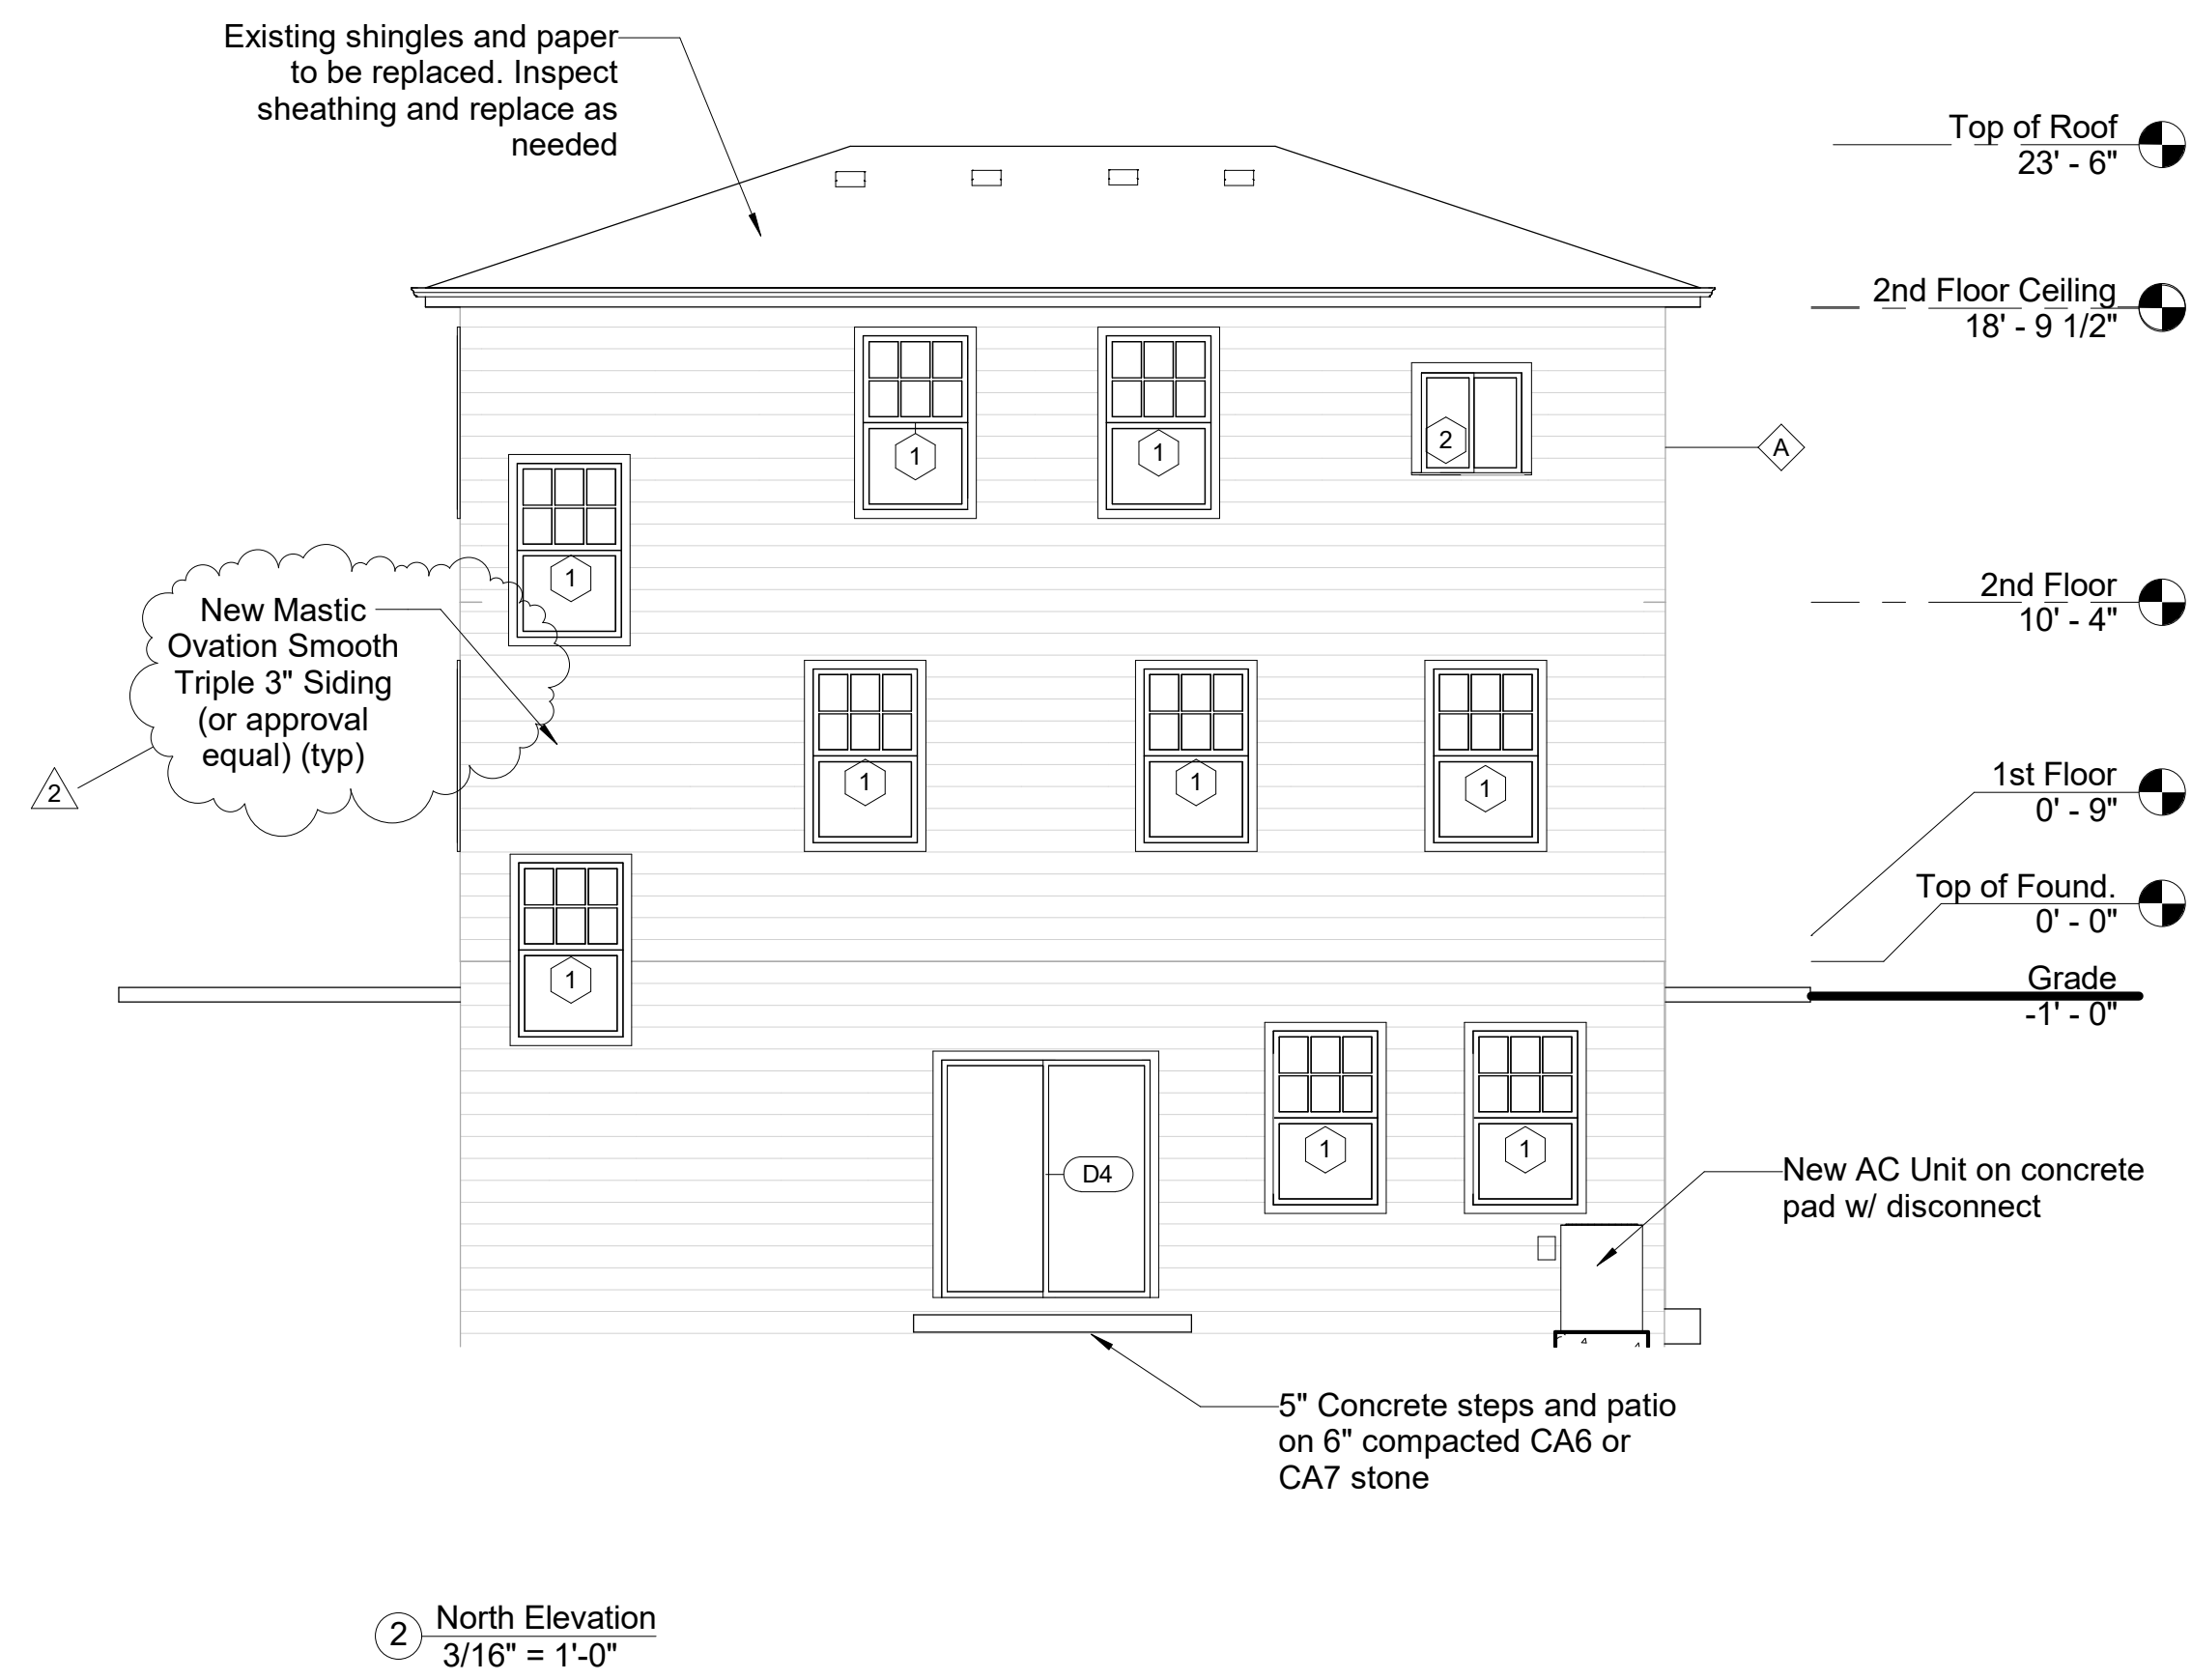 Existing shingles and paper
to be replaced. Inspect
sheathing and replace as
needed
Top of Roof
23' - 6"
2nd Floor Ceiling
18' - 9 1/2"
1
1
2
A
1
2nd Floor
10' - 4"
New Mastic
Ovation Smooth
Triple 3" Siding
(or approval
equal) (typ)
2
1
1
1
1st Floor
0' - 9"
Top of Found.
0' - 0"
1
Grade
-1' - 0"
D4
1
1
New AC Unit on concrete
pad w/ disconnect
5" Concrete steps and patio
on 6" compacted CA6 or
CA7 stone
2
North Elevation
3/16" = 1'-0"